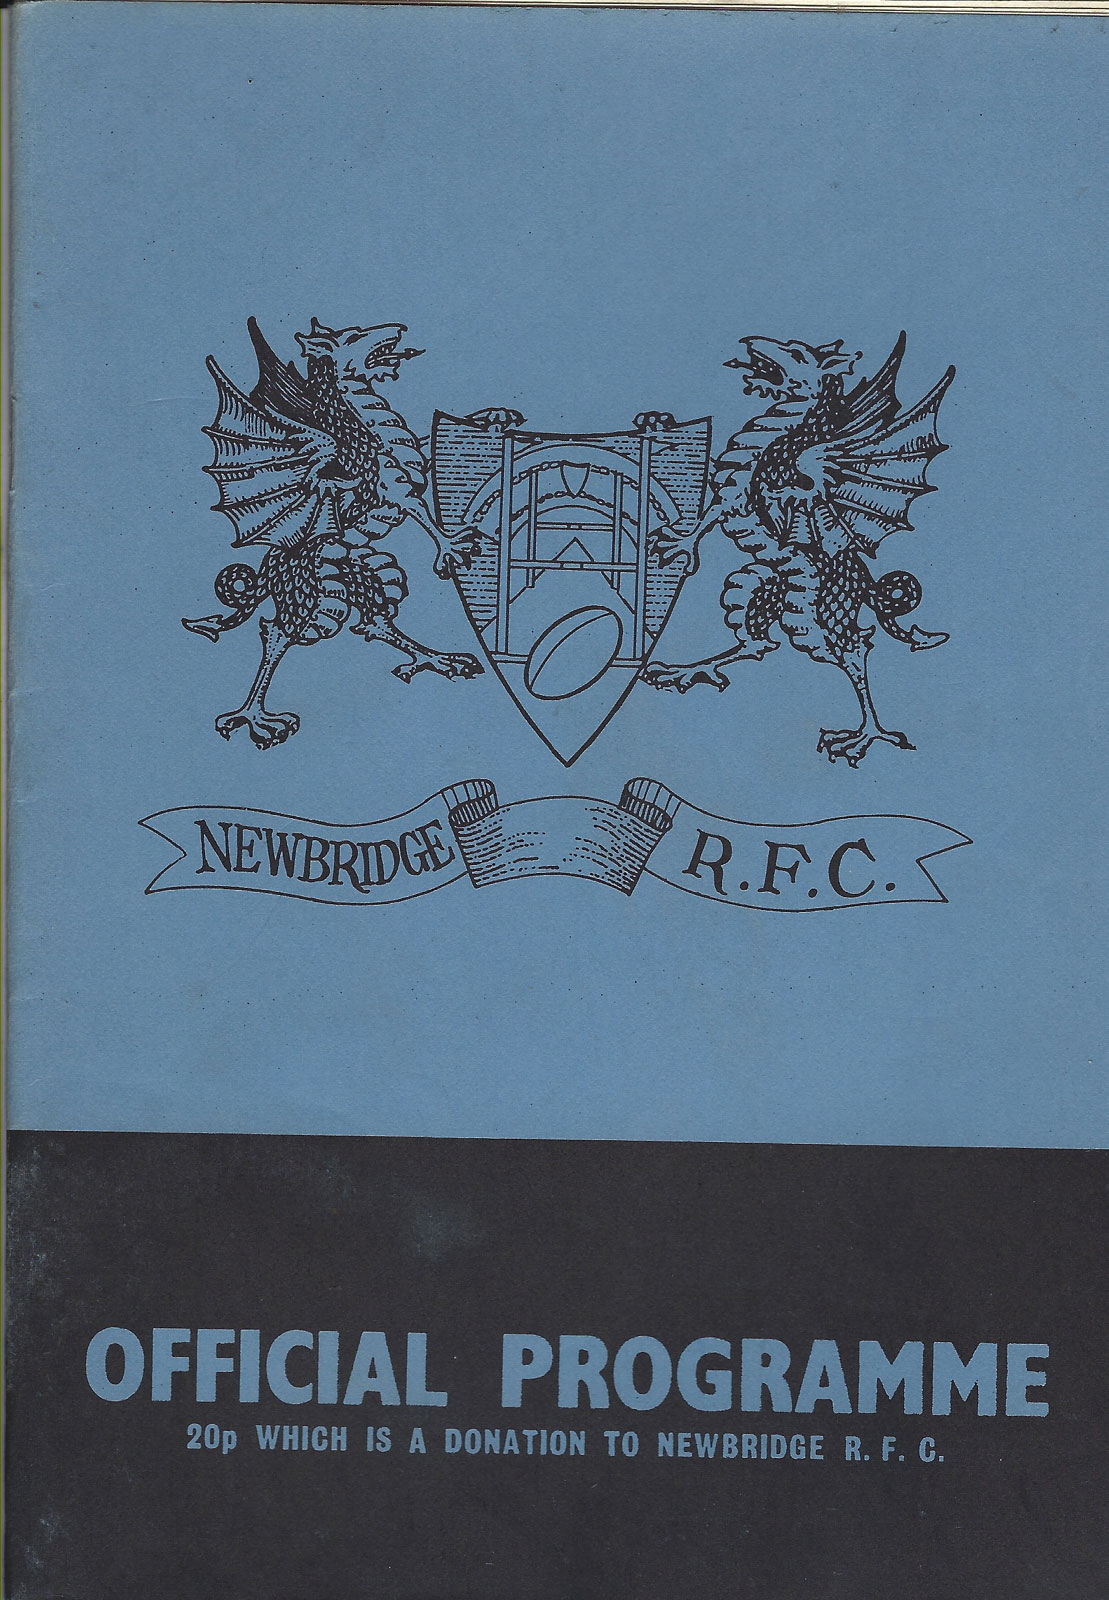 NEWBRIDGE R.F.C.
OFFICIAL PROGRAMME
20p WHICH IS A DONATION TO NEWBRIDGE R. F. C.